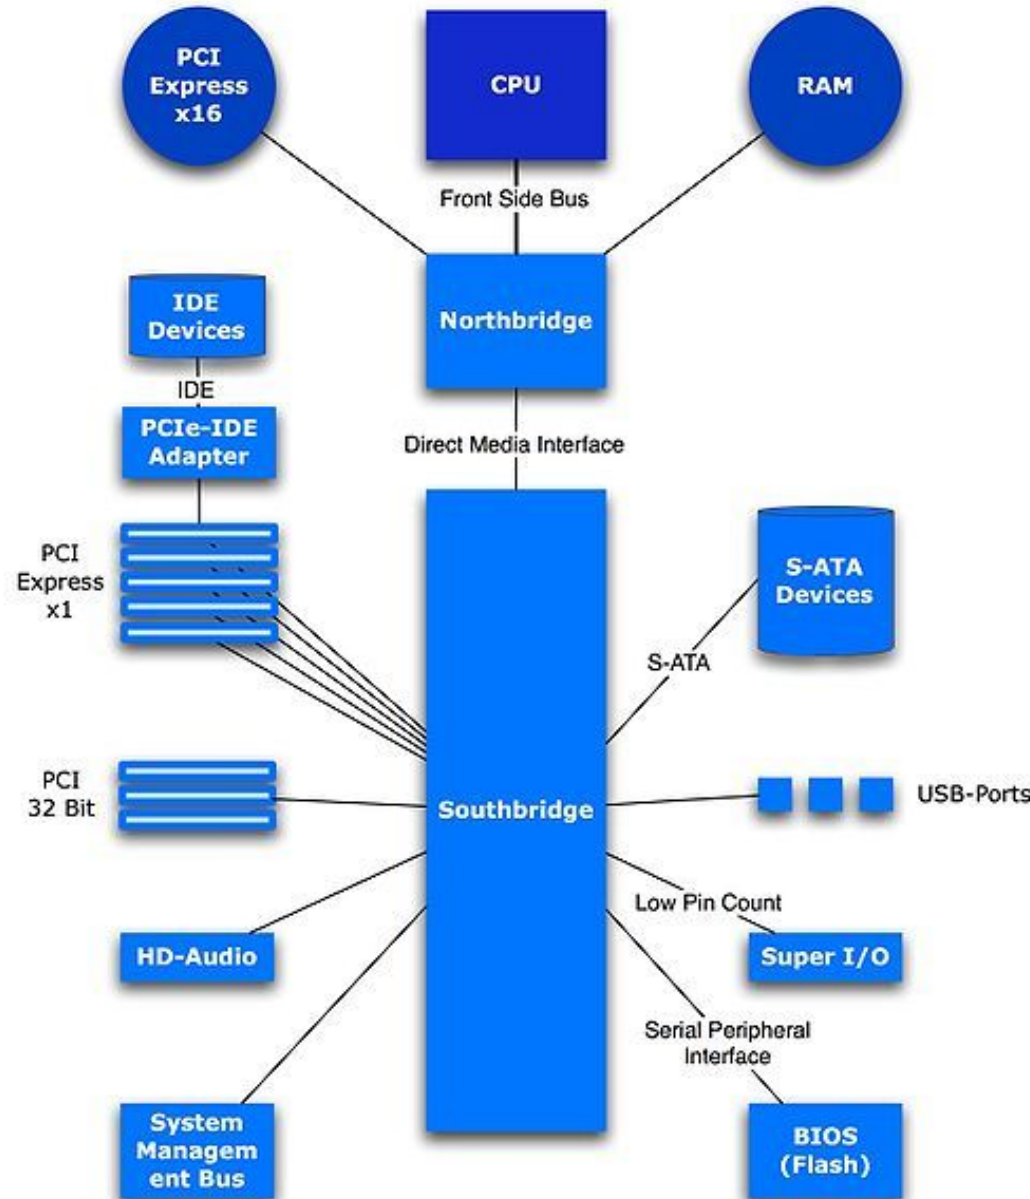 PCI
Express
x16
CPU
RAM
Front Side Bus
IDE
Devices
Northbridge
IDE
PCIe-IDE
Adapter
Direct Media Interface
PCI
Express
x1
S-ATA
Devices
S-ATA
PCI
32 Bit
Southbridge
USB-Ports
Low Pin Count
HD-Audio
Super I/O
Serial Peripheral
Interface
System
Managem
ent Bus
BIOS
(Flash)